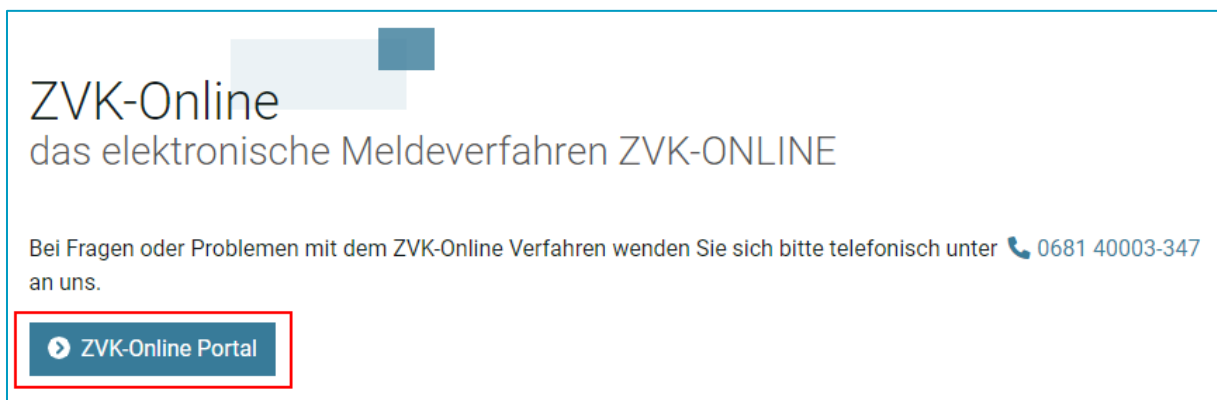 ZVK-Online
das elektronische Meldeverfahren ZVK-ONLINE
Bei Fragen oder Problemen mit dem ZVK-Online Verfahren wenden Sie sich bitte telefonisch unter 0681 40003-347
an uns.
ZVK-Online Portal